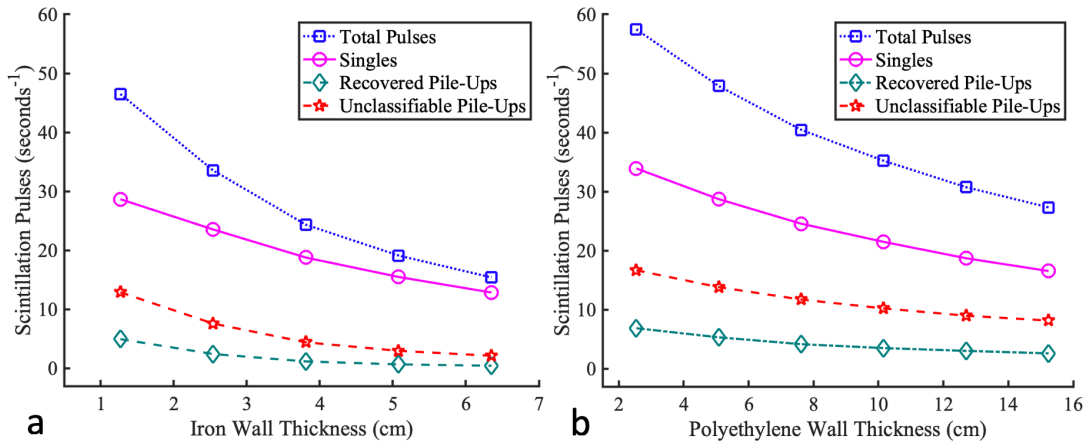 60
50
40
30
20
10
0
Scintillation Pulses (seconds⁻¹)
Total Pulses
Singles
Recovered Pile-Ups
Unclassifiable Pile-Ups
1 2 3 4 5 6 7
a
Iron Wall Thickness (cm)
60
50
40
30
20
10
0
Scintillation Pulses (seconds⁻¹)
Total Pulses
Singles
Recovered Pile-Ups
Unclassifiable Pile-Ups
2 4 6 8 10 12 14 16
b
Polyethylene Wall Thickness (cm)